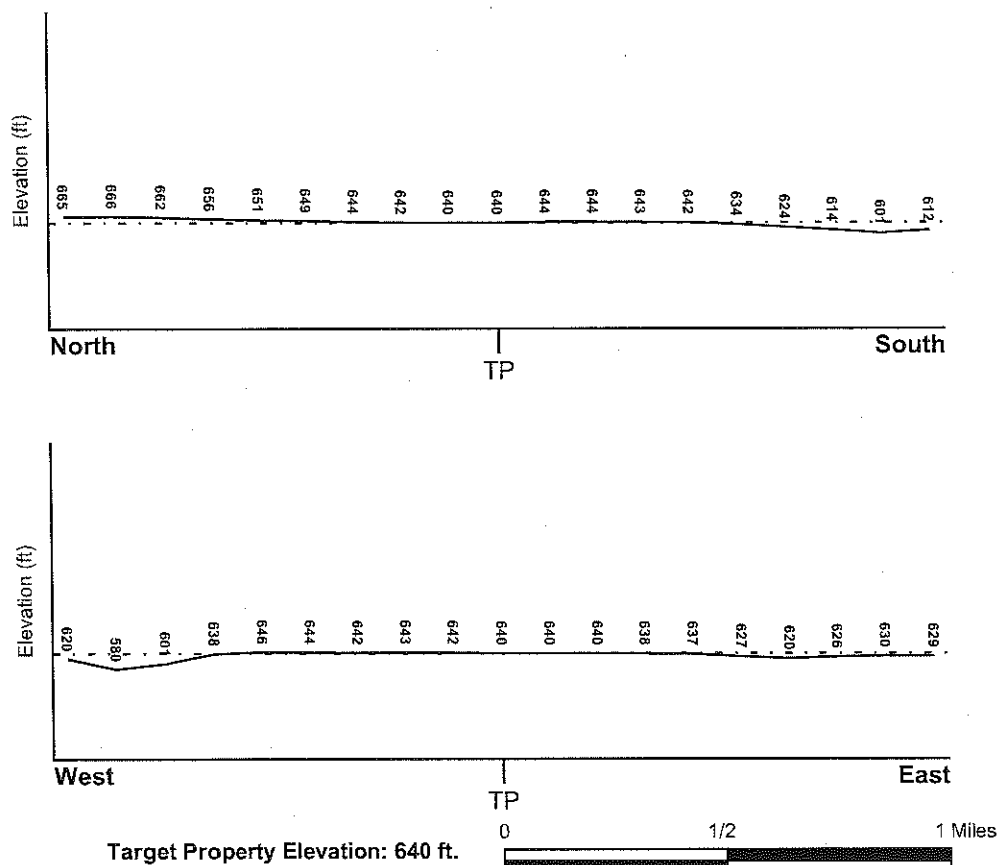 Elevation (ft)
665 666 662 656 651 649 644 642 640 640 644 644 643 642 634 624 614 601 612
North South
TP
Elevation (ft)
620 580 601 638 646 644 642 643 642 640 640 640 638 637 627 620 626 630 629
West East
TP
Target Property Elevation: 640 ft.
0 1/2 1 Miles